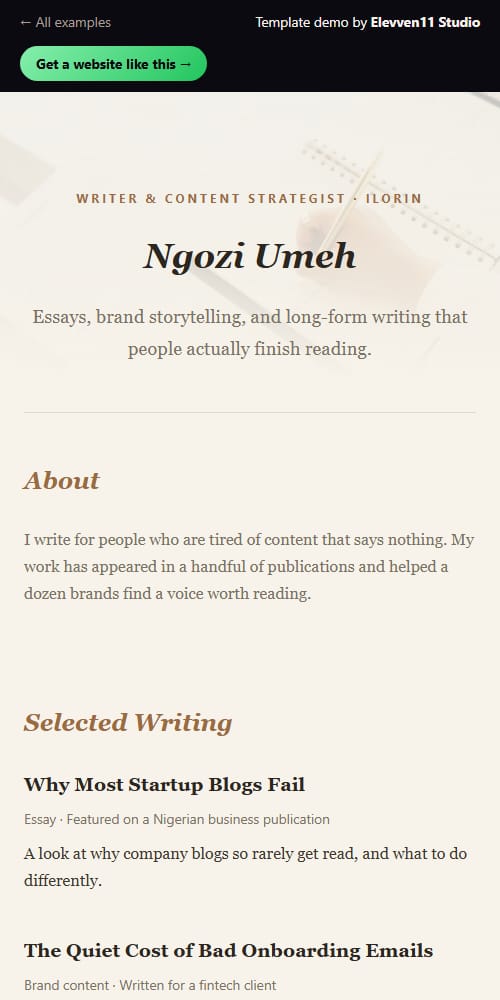 ← All examples
Template demo by Elevven11 Studio
Get a website like this →
WRITER & CONTENT STRATEGIST · ILORIN
Ngozi Umeh
Essays, brand storytelling, and long-form writing that
people actually finish reading.
About
I write for people who are tired of content that says nothing. My
work has appeared in a handful of publications and helped a
dozen brands find a voice worth reading.
Selected Writing
Why Most Startup Blogs Fail
Essay · Featured on a Nigerian business publication
A look at why company blogs so rarely get read, and what to do
differently.
The Quiet Cost of Bad Onboarding Emails
Brand content · Written for a fintech client